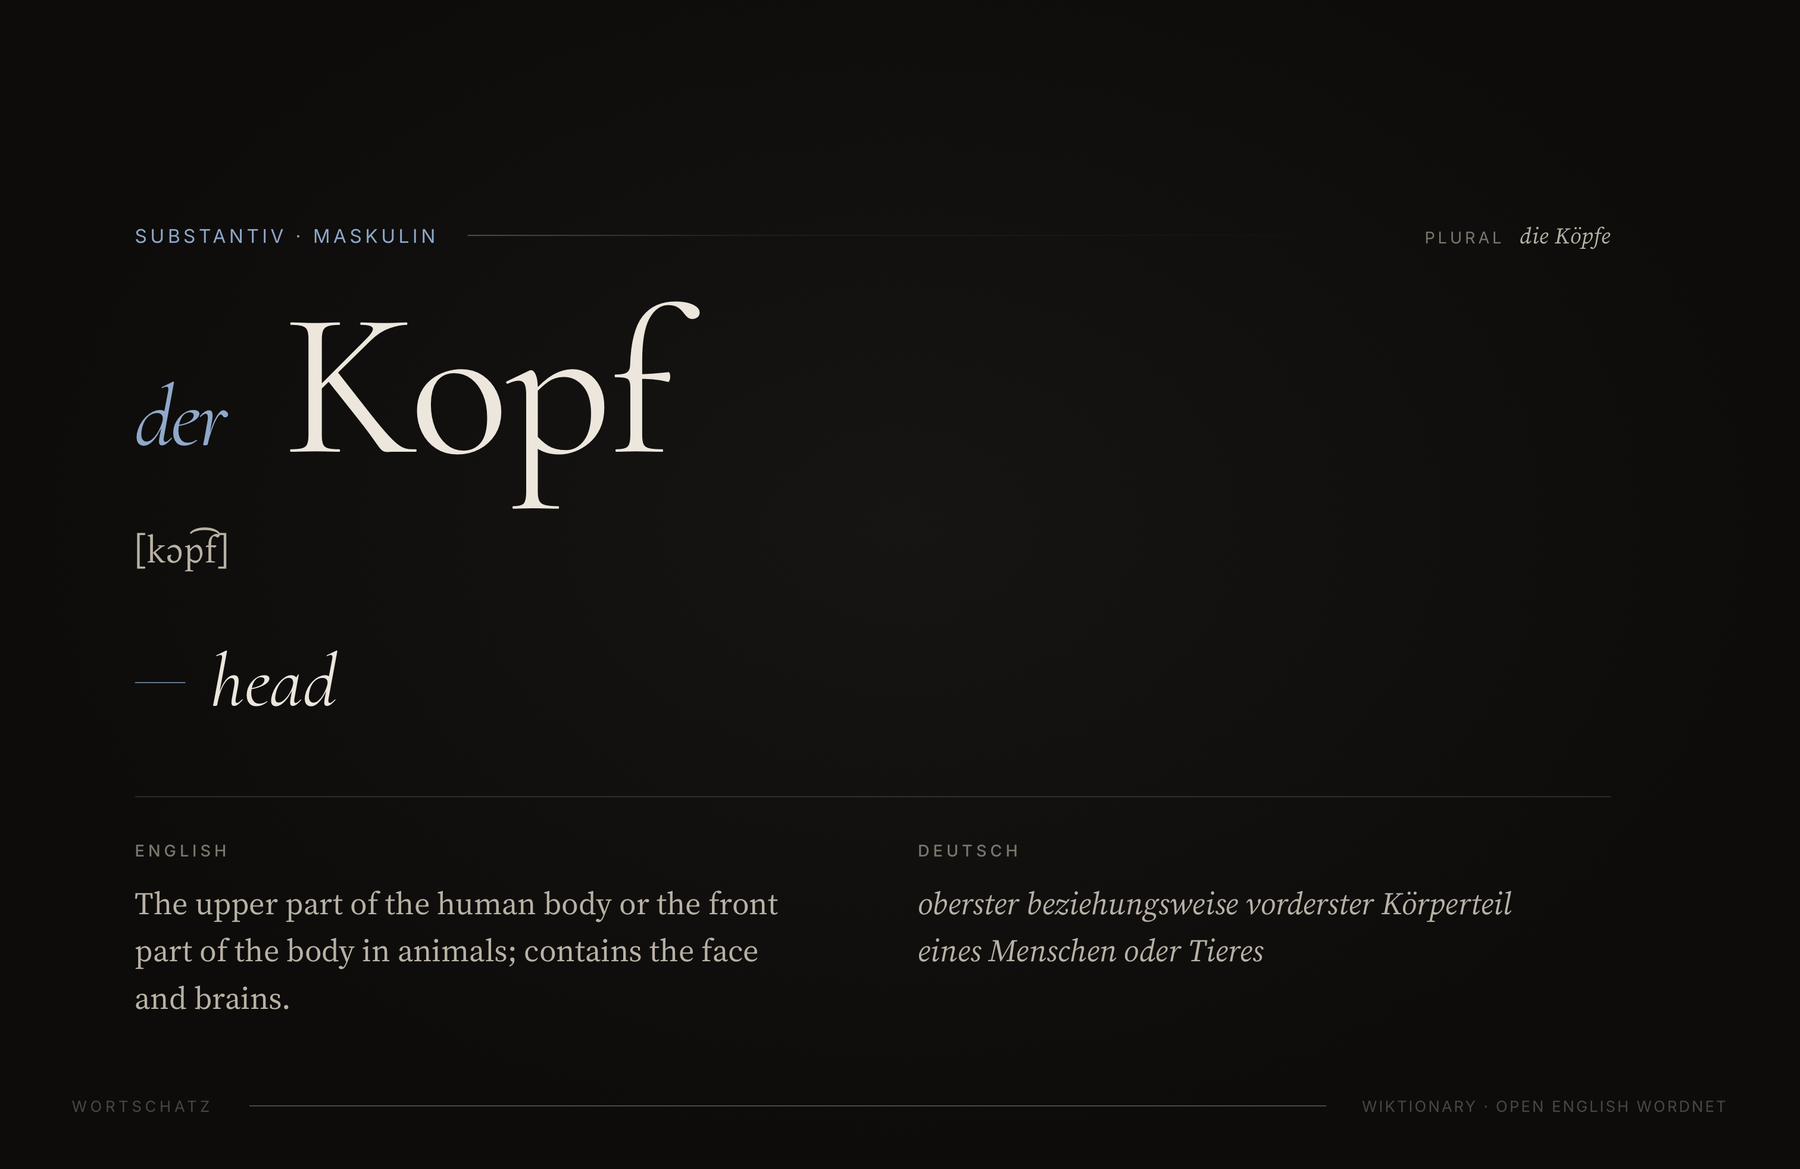 SUBSTANTIV · MASKULIN
PLURAL die Köpfe
der Kopf
[kɔp͡f]
— head
ENGLISH
The upper part of the human body or the front
part of the body in animals; contains the face
and brains.
DEUTSCH
oberster beziehungsweise vorderster Körperteil
eines Menschen oder Tieres
WORTSCHATZ
WIKTIONARY · OPEN ENGLISH WORDNET